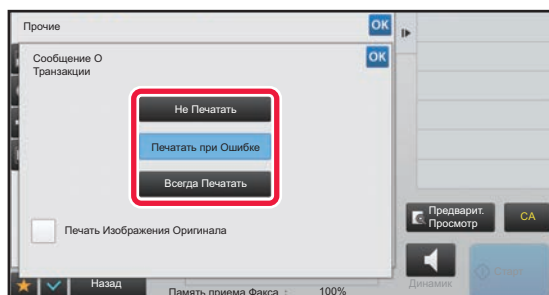 Прочие
OK
Сообщение О
Транзакции
OK
Не Печатать
Печатать при Ошибке
Всегда Печатать
Печать Изображения Оригинала
Предварит.
Просмотр
CA
Назад
Память приема Факса :
100%
Динамик
Старт